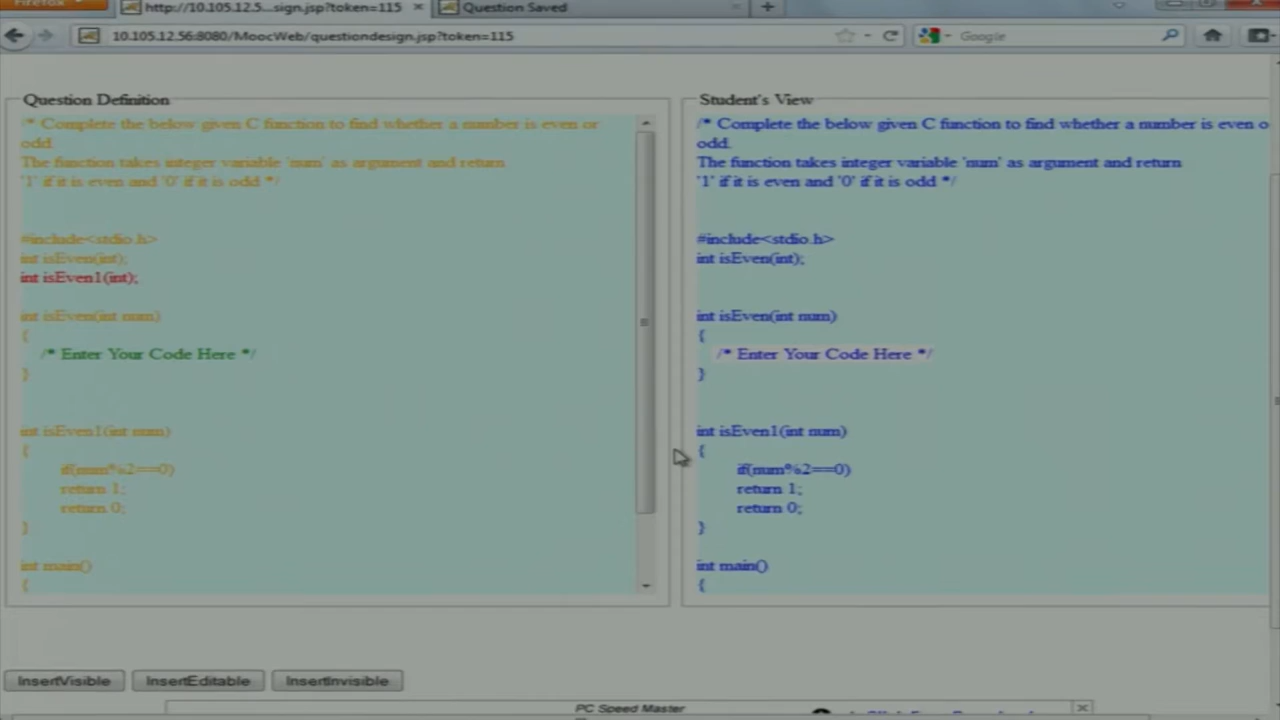 Firefox
http://10.105.12.5...sign.jsp?token=115
Question Saved
10.105.12.56:8080/MoocWeb/questiondesign.jsp?token=115
Google
Question Definition
/* Complete the below given C function to find whether a number is even or
odd.
The function takes integer variable 'num' as argument and return
'1' if it is even and '0' if it is odd */
#include<stdio.h>
int isEven(int);
int isEven1(int);
int isEven(int num)
{
/* Enter Your Code Here */
}
int isEven1(int num)
{
if(num%2==0)
return 1;
return 0;
}
int main()
{
Student's View
/* Complete the below given C function to find whether a number is even o
odd.
The function takes integer variable 'num' as argument and return
'1' if it is even and '0' if it is odd */
#include<stdio.h>
int isEven(int);
int isEven(int num)
{
/* Enter Your Code Here */
}
int isEven1(int num)
{
if(num%2==0)
return 1;
return 0;
}
int main()
{
InsertVisible
InsertEditable
InsertInvisible
PC Speed Master